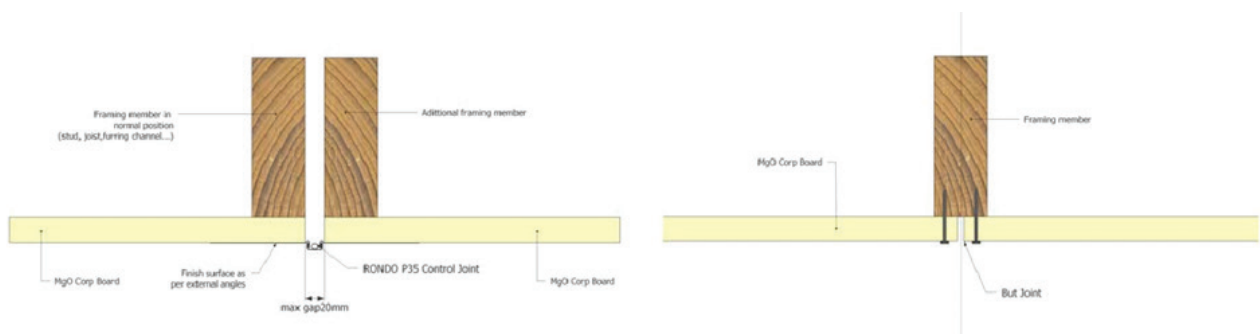 Framing member in
normal position
(stud, joist,furring channel...)
Adiitional framing member
MgO Corp Board
Finish surface as
per external angles
RONDO P35 Control Joint
MgO Corp Board
max gap20mm
Framing member
MgO Corp Board
But Joint